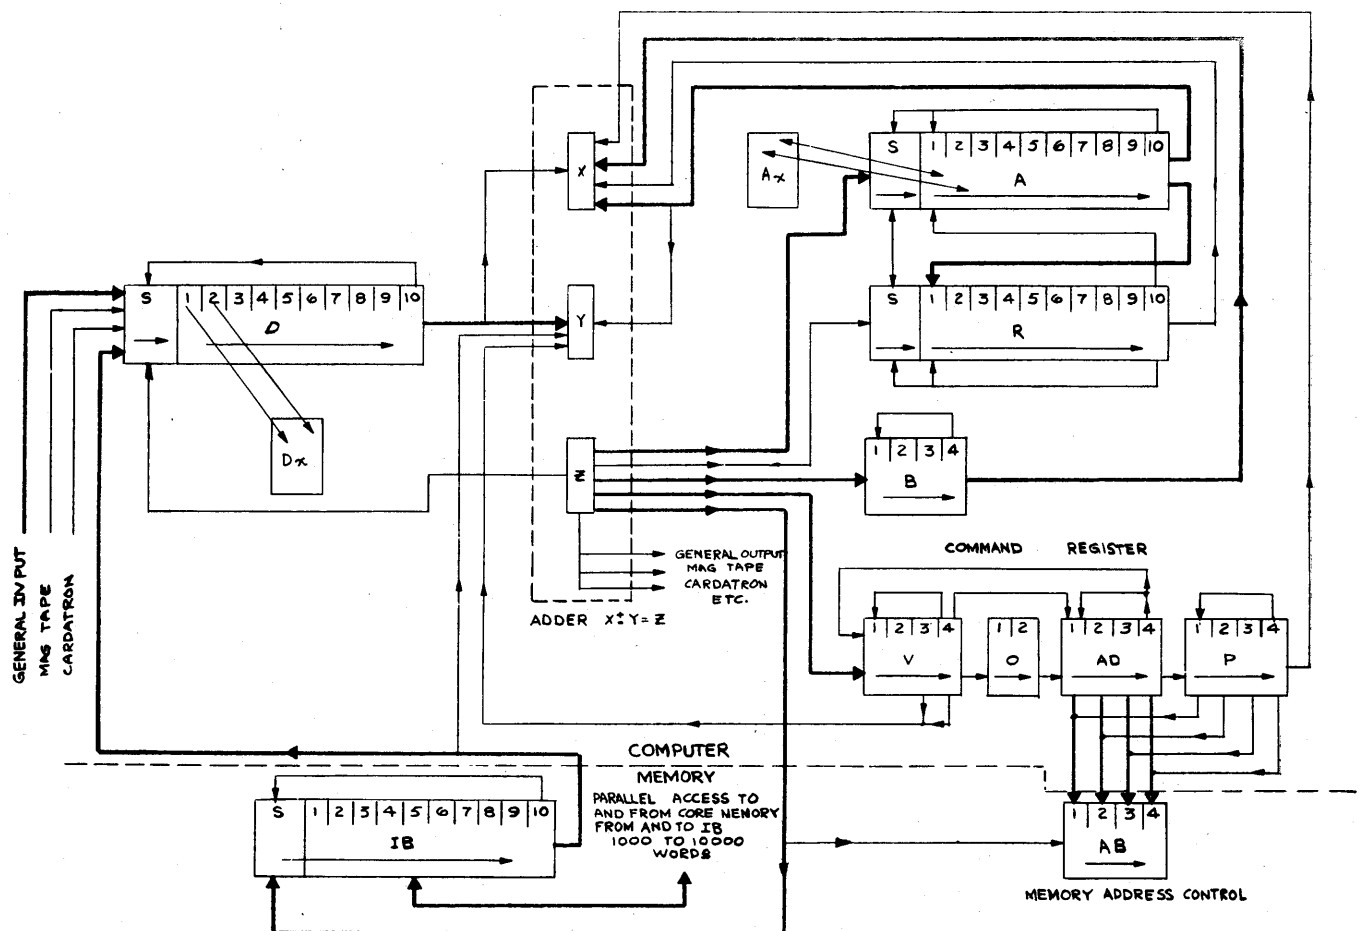 X
S 1 2 3 4 5 6 7 8 9 10
A
Ax
S 1 2 3 4 5 6 7 8 9 10
D
Y
S 1 2 3 4 5 6 7 8 9 10
R
Dx
Z
1 2 3 4
B
GENERAL INPUT
MAG TAPE
CARDATRON
GENERAL OUTPUT
MAG TAPE
CARDATRON
ETC.
ADDER X±Y=Z
COMMAND REGISTER
1 2 3 4
V
1 2
O
1 2 3 4
AD
1 2 3 4
P
COMPUTER
MEMORY
PARALLEL ACCESS TO
AND FROM CORE NEMORY
FROM AND TO IB
1000 TO 10000
WORDS
S 1 2 3 4 5 6 7 8 9 10
IB
1 2 3 4
AB
MEMORY ADDRESS CONTROL